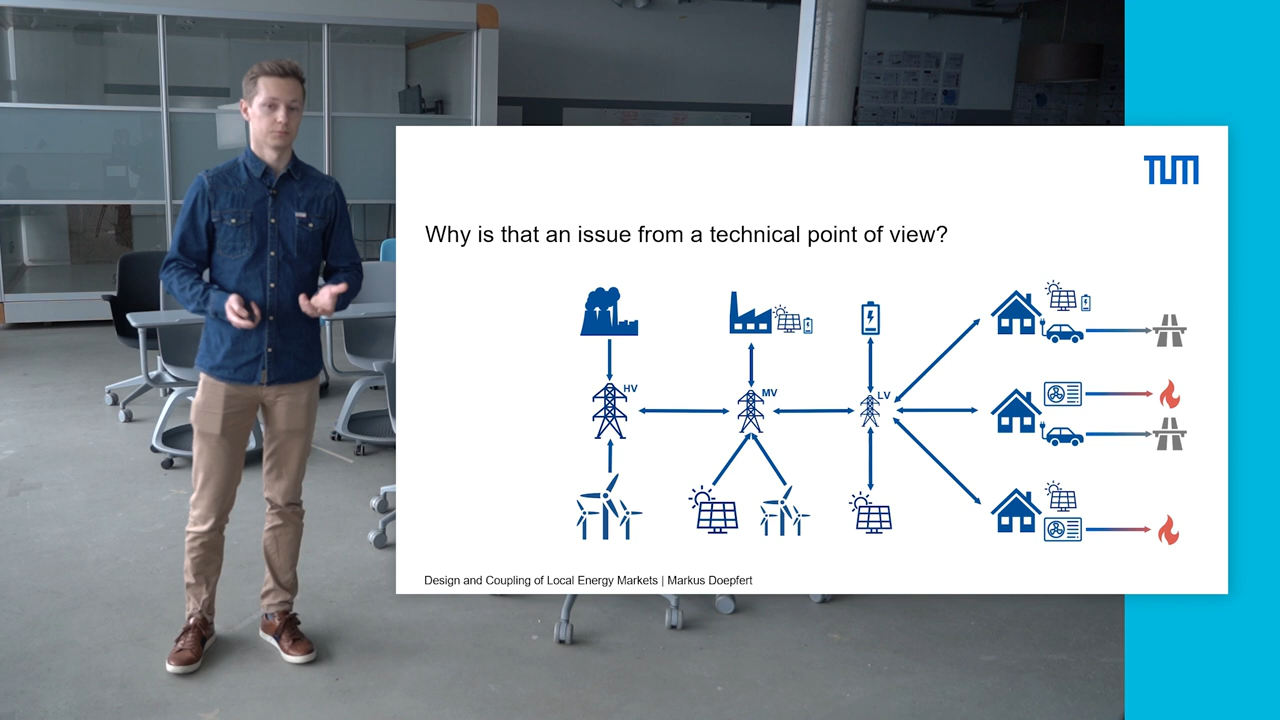 TUM
Why is that an issue from a technical point of view?
HV
MV
LV
Design and Coupling of Local Energy Markets | Markus Doepfert